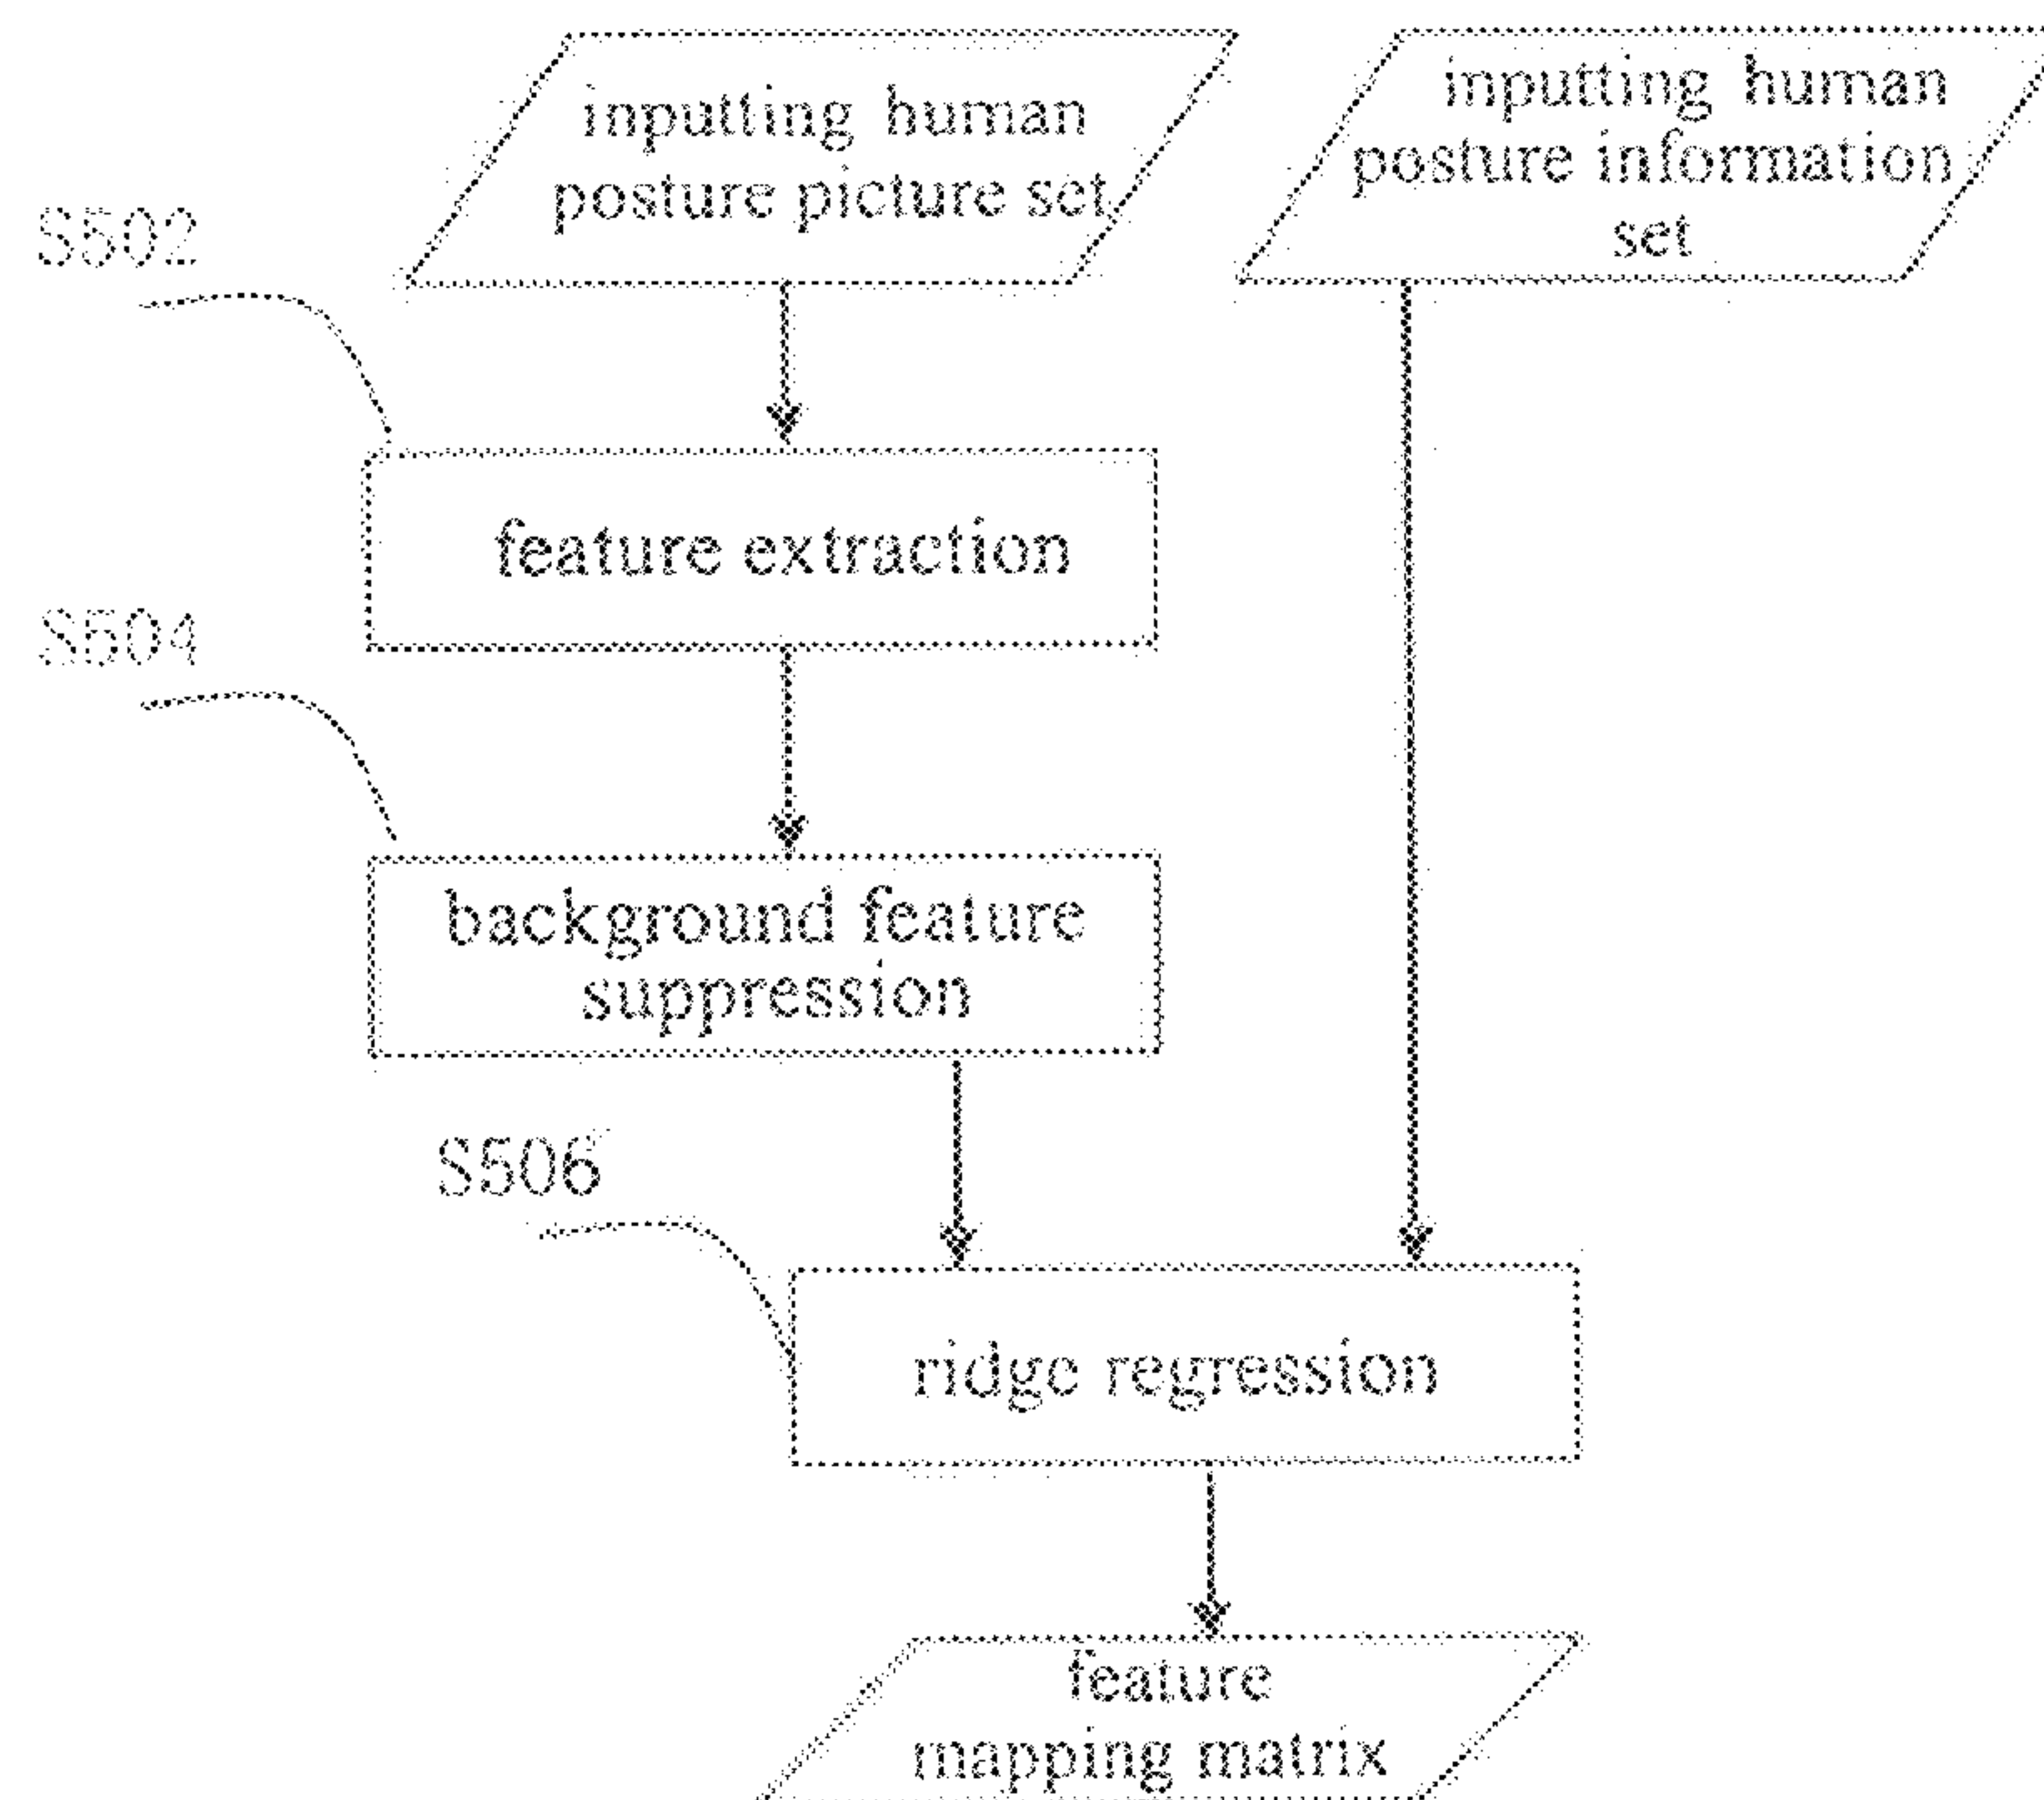 inputting human
posture picture set
inputting human
posture information
set
S502
feature extraction
S504
background feature
suppression
S506
ridge regression
feature
mapping matrix